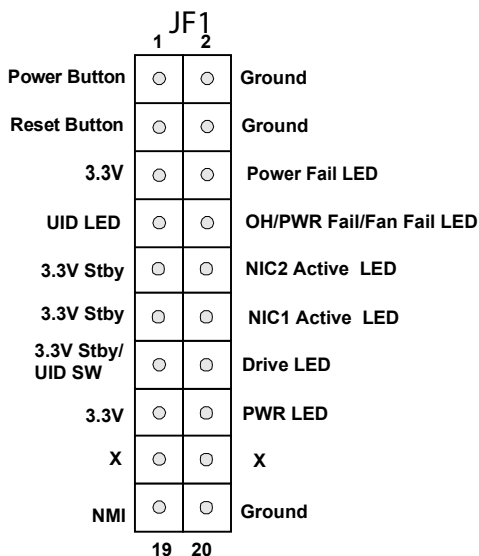 JF1
1 2
Power Button Ground
Reset Button Ground
3.3V Power Fail LED
UID LED OH/PWR Fail/Fan Fail LED
3.3V Stby NIC2 Active LED
3.3V Stby NIC1 Active LED
3.3V Stby/
UID SW Drive LED
3.3V PWR LED
X X
NMI Ground
19 20